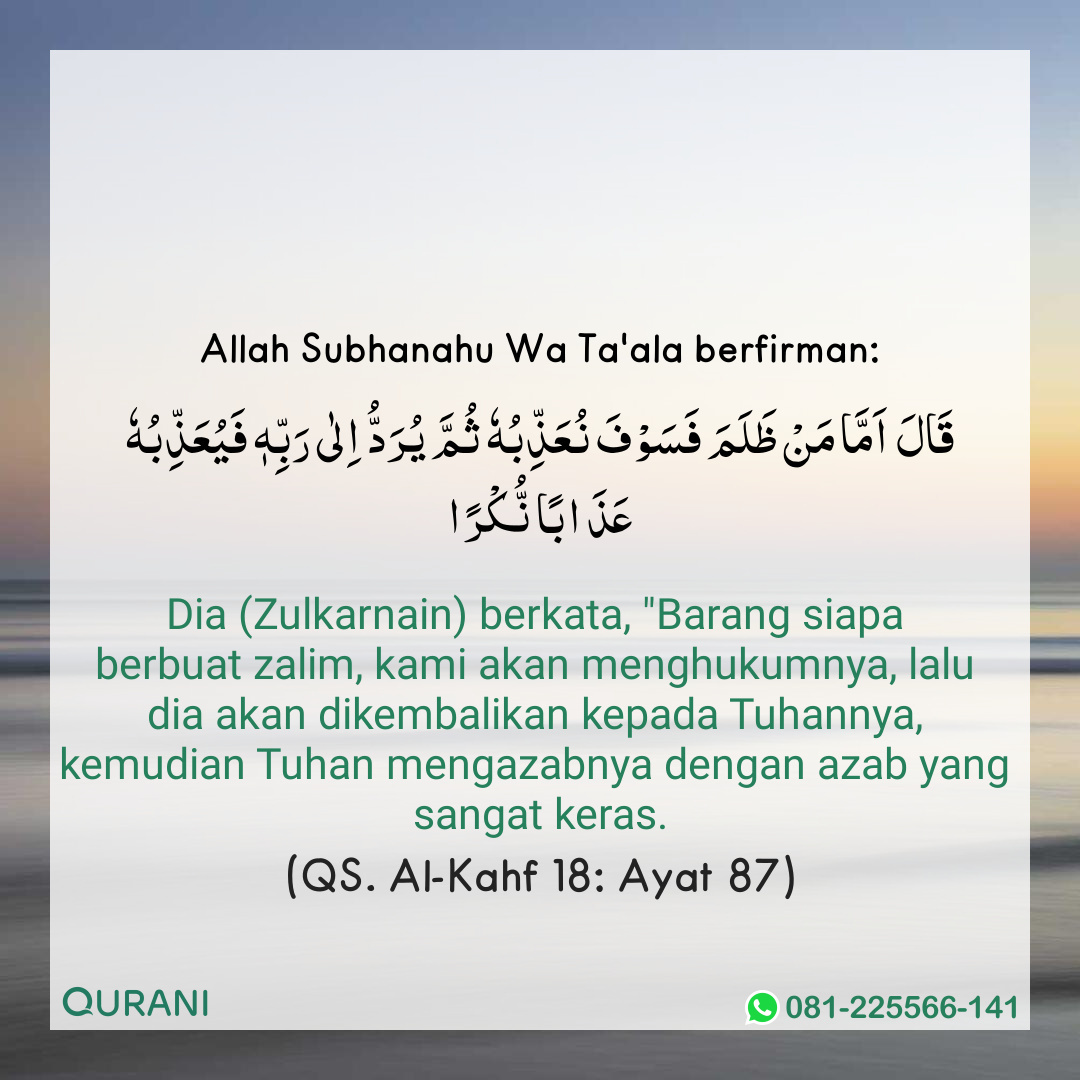 Allah Subhanahu Wa Ta'ala berfirman:
قَالَ اَمَّا مَنْ ظَلَمَ فَسَوْفَ نُعَذِّبُهٗ ثُمَّ يُرَدُّ اِلٰى رَبِّهٖ فَيُعَذِّبُهٗ
عَذَا بًا نُّكْرًا
Dia (Zulkarnain) berkata, "Barang siapa
berbuat zalim, kami akan menghukumnya, lalu
dia akan dikembalikan kepada Tuhannya,
kemudian Tuhan mengazabnya dengan azab yang
sangat keras.
(QS. Al-Kahf 18: Ayat 87)
QURANI
081-225566-141